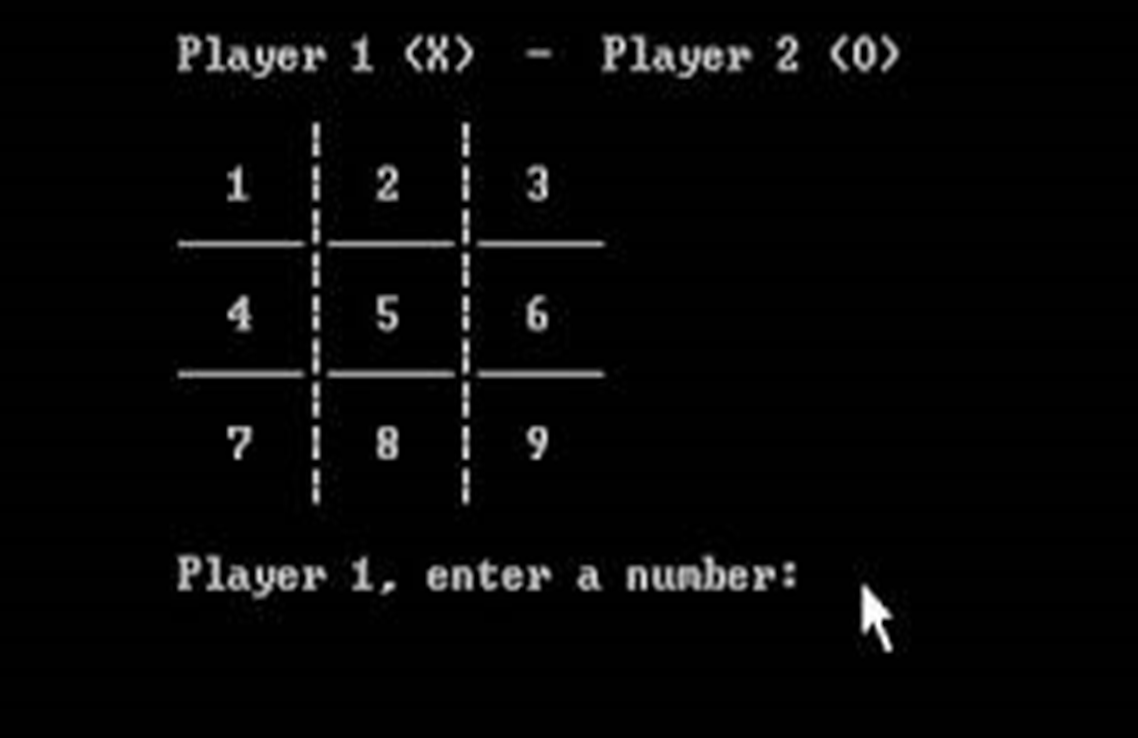 Player 1 (X) - Player 2 (O)
1 2 3
4 5 6
7 8 9
Player 1, enter a number: